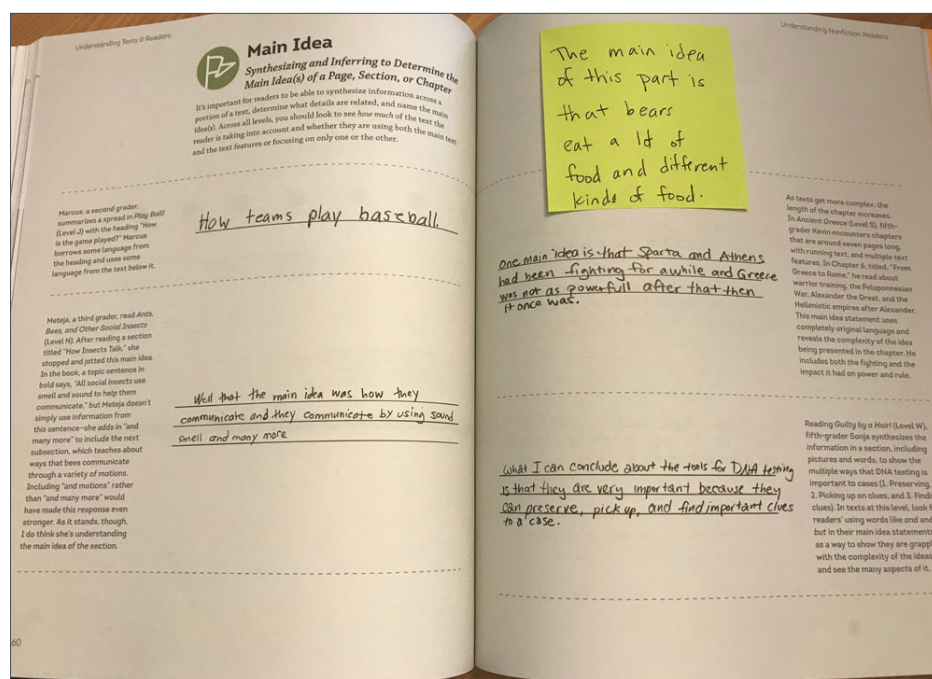 Understanding Texts & Readers
Main Idea
Synthesizing and Inferring to Determine the
Main Idea(s) of a Page, Section, or Chapter
It's important for readers to be able to synthesize information across a
portion of a text, determine what details are related, and name the main
idea(s). Across all levels, you should look to see how much of the text the
reader is taking into account and whether they are using both the main text
and the text features or focusing on only one or the other.
Marcus, a second grader,
summarizes a spread in Play Ball!
(Level J) with the heading "How
is the game played?" Marcus
borrows some language from
the heading and uses some
language from the text below it.
How teams play baseball.
Meteja, a third grader, read Ants,
Bees, and Other Social Insects
(Level N). After reading a section
titled "How Insects Talk," she
stopped and jotted this main idea.
In the book, a topic sentence in
bold says, "All social insects use
smell and sound to help them
communicate," but Meteja doesn't
simply use information from
this sentence–she adds in "and
many more" to include the next
subsection, which teaches about
ways that bees communicate
through a variety of motions.
Including "and motions" rather
than "and many more" would
have made this response even
stronger. As it stands, though,
I do think she's understanding
the main idea of the section.
Well that the main idea was how they
communicate and they communicate by using sound
smell and many more
60
Understanding Nonfiction Readers
The main idea
of this part is
that bears
eat a lot of
food and different
kinds of food.
As texts get more complex, the
length of the chapter increases.
In Ancient Greece (Level S), fifth-
grader Kevin encounters chapters
that are around seven pages long,
with running text, and multiple text
features. In Chapter 6, titled, "From
Greece to Rome," he read about
warrior training, the Peloponnesian
War, Alexander the Great, and the
Hellenistic empires after Alexander.
This main idea statement uses
completely original language and
reveals the complexity of the idea
being presented in the chapter. He
includes both the fighting and the
impact it had on power and rule.
One main idea is that Sparta and Athens
had been fighting for awhile and Greece
was not as powerfull after that then
it once was.
Reading Guilty by a Hair! (Level W),
fifth-grader Sonja synthesizes the
information in a section, including
pictures and words, to show the
multiple ways that DNA testing is
important to cases (1. Preserving,
2. Picking up on clues, and 3. Findi
clues). In texts at this level, look f
readers' using words like and and
but in their main idea statements
as a way to show they are grapp
with the complexity of the ideas
and see the many aspects of it.
What I can conclude about the tools for DNA testing
is that they are very important because they
can preserve, pick up, and find important clues
to a case.